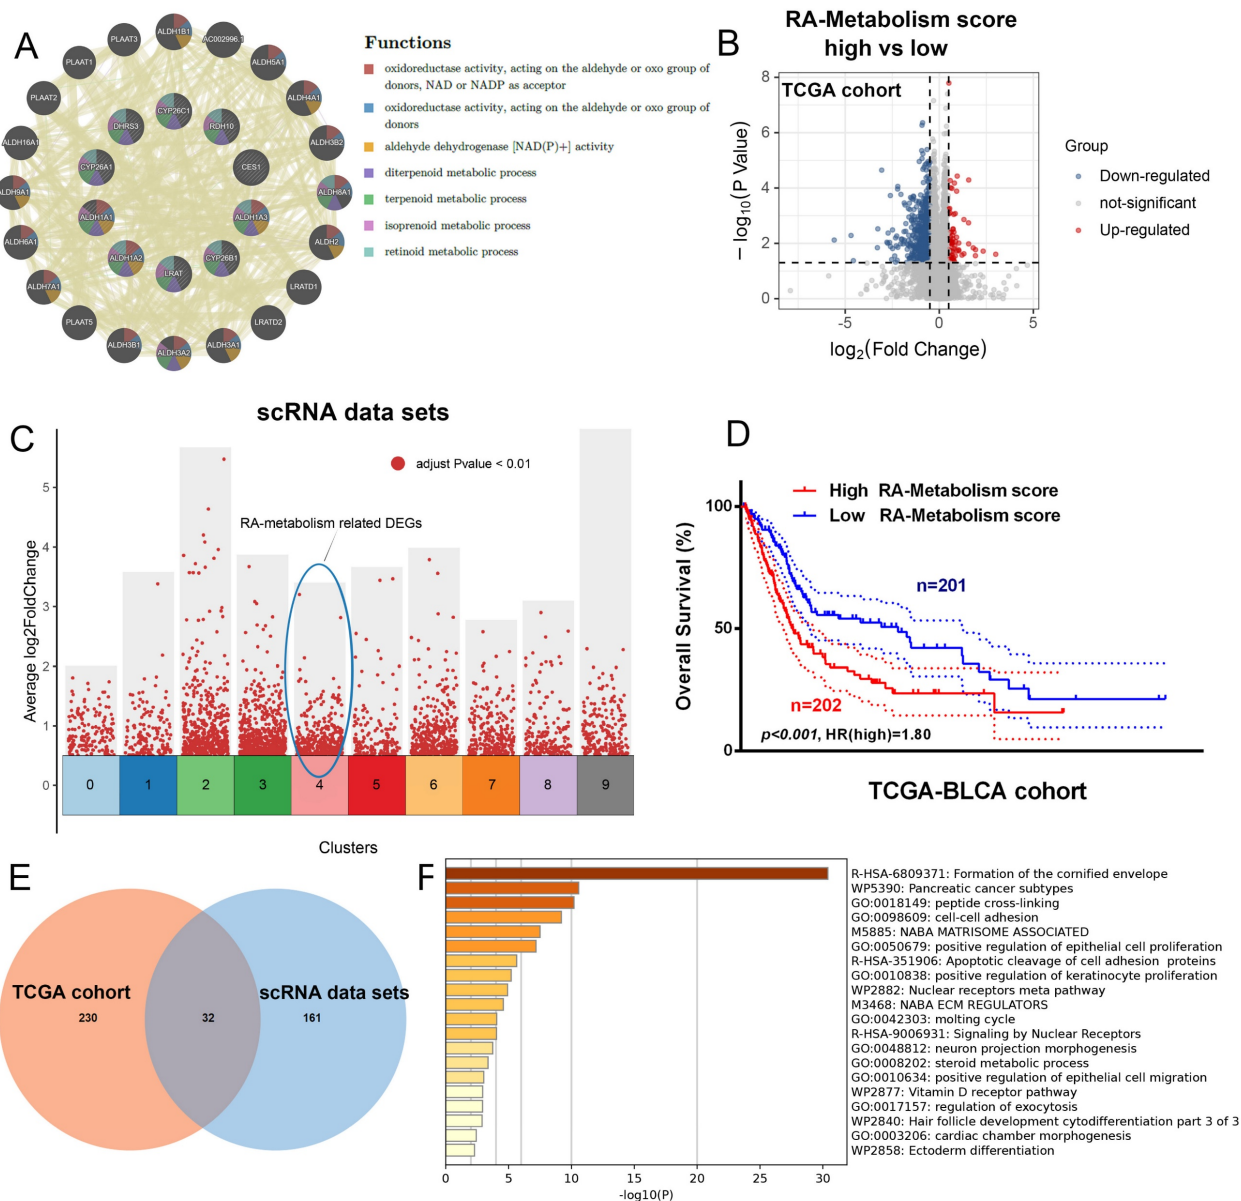 A
PLAAT3
ALDH1B1
AC002996.1
PLAAT1
ALDH5A1
PLAAT2
ALDH4A1
CYP26C1
DHRS3
RDH10
ALDH16A1
ALDH3B2
CYP26A1
CES1
ALDH9A1
ALDH8A1
ALDH1A1
ALDH1A3
ALDH6A1
ALDH2
ALDH1A2
CYP26B1
LRAT
ALDH7A1
LRATD1
PLAAT5
LRATD2
ALDH3B1
ALDH3A1
ALDH3A2
Functions
oxidoreductase activity, acting on the aldehyde or oxo group of
donors, NAD or NADP as acceptor
oxidoreductase activity, acting on the aldehyde or oxo group of
donors
aldehyde dehydrogenase [NAD(P)+] activity
diterpenoid metabolic process
terpenoid metabolic process
isoprenoid metabolic process
retinoid metabolic process
B
RA-Metabolism score
high vs low
TCGA cohort
− log10(P Value)
8
6
4
2
0
-5
0
5
log2(Fold Change)
Group
Down-regulated
not-significant
Up-regulated
C
scRNA data sets
adjust Pvalue < 0.01
RA-metabolism related DEGs
Average log2FoldChange
5
4
3
2
1
0
0 1 2 3 4 5 6 7 8 9
Clusters
D
High RA-Metabolism score
Low RA-Metabolism score
Overall Survival (%)
100
50
0
n=201
n=202
p<0.001, HR(high)=1.80
TCGA-BLCA cohort
E
TCGA cohort
230
32
scRNA data sets
161
F
R-HSA-6809371: Formation of the cornified envelope
WP5390: Pancreatic cancer subtypes
GO:0018149: peptide cross-linking
GO:0098609: cell-cell adhesion
M5885: NABA MATRISOME ASSOCIATED
GO:0050679: positive regulation of epithelial cell proliferation
R-HSA-351906: Apoptotic cleavage of cell adhesion proteins
GO:0010838: positive regulation of keratinocyte proliferation
WP2882: Nuclear receptors meta pathway
M3468: NABA ECM REGULATORS
GO:0042303: molting cycle
R-HSA-9006931: Signaling by Nuclear Receptors
GO:0048812: neuron projection morphogenesis
GO:0008202: steroid metabolic process
GO:0010634: positive regulation of epithelial cell migration
WP2877: Vitamin D receptor pathway
GO:0017157: regulation of exocytosis
WP2840: Hair follicle development cytodifferentiation part 3 of 3
GO:0003206: cardiac chamber morphogenesis
WP2858: Ectoderm differentiation
0 5 10 15 20 25 30
-log10(P)